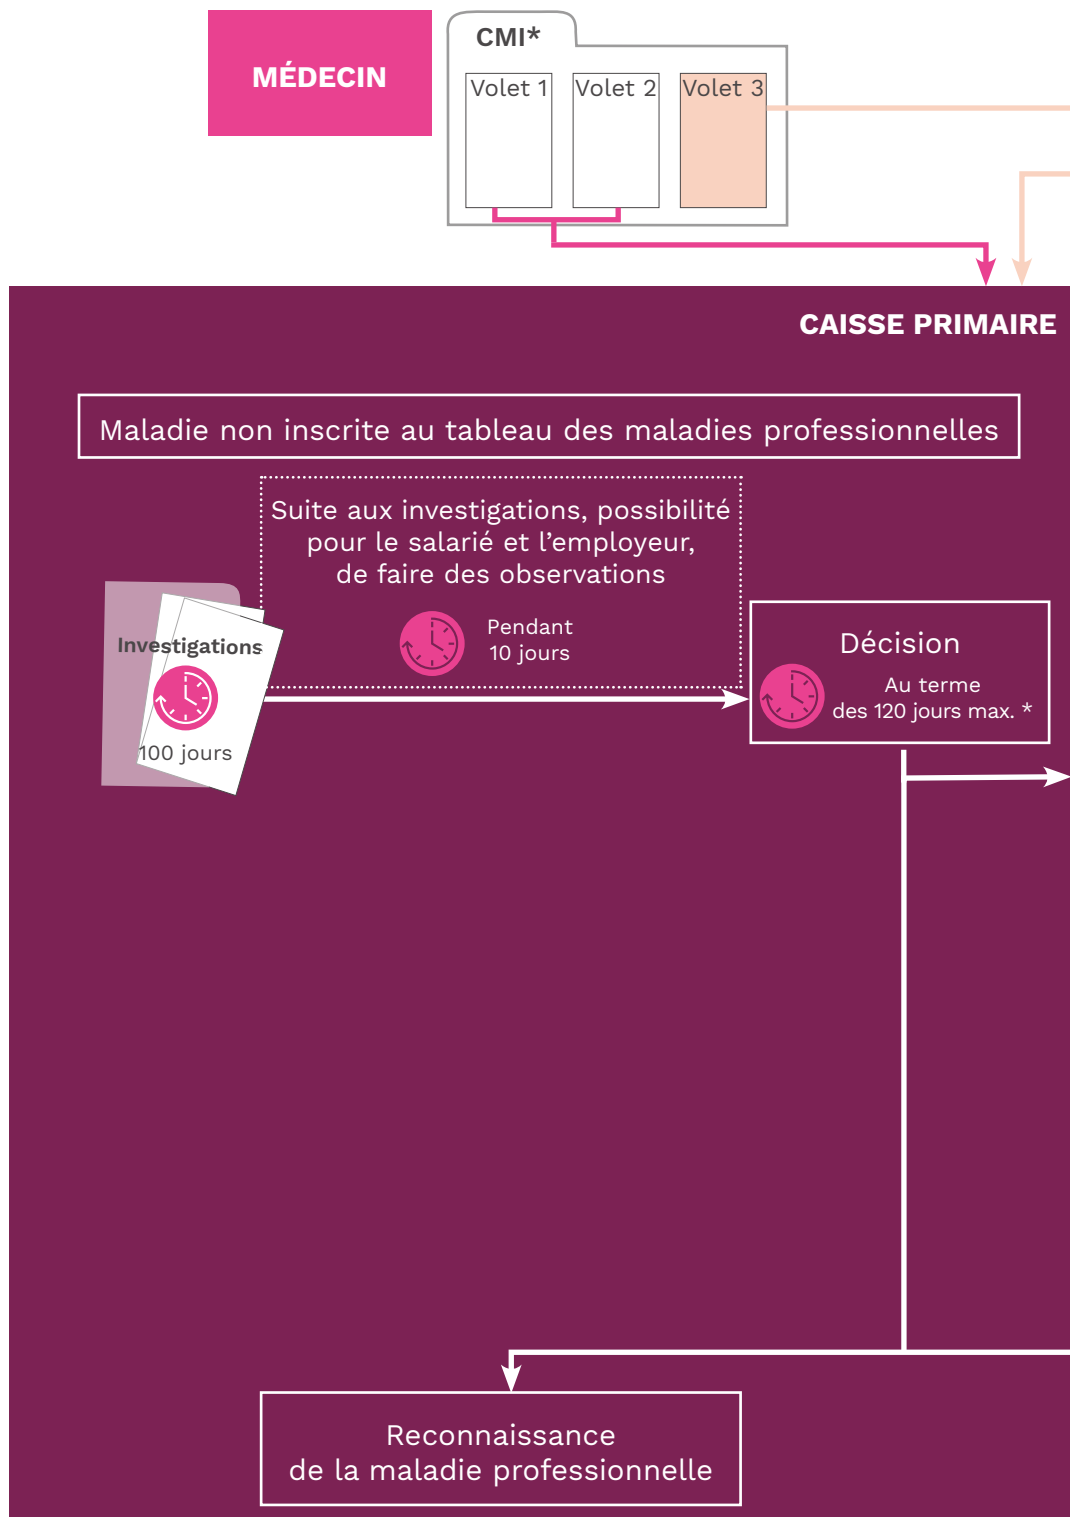 MÉDECIN
CMI*
Volet 1
Volet 2
Volet 3
CAISSE PRIMAIRE
Maladie non inscrite au tableau des maladies professionnelles
Suite aux investigations, possibilité
pour le salarié et l’employeur,
de faire des observations
Pendant
10 jours
Investigations
100 jours
Décision
Au terme
des 120 jours max. *
Reconnaissance
de la maladie professionnelle